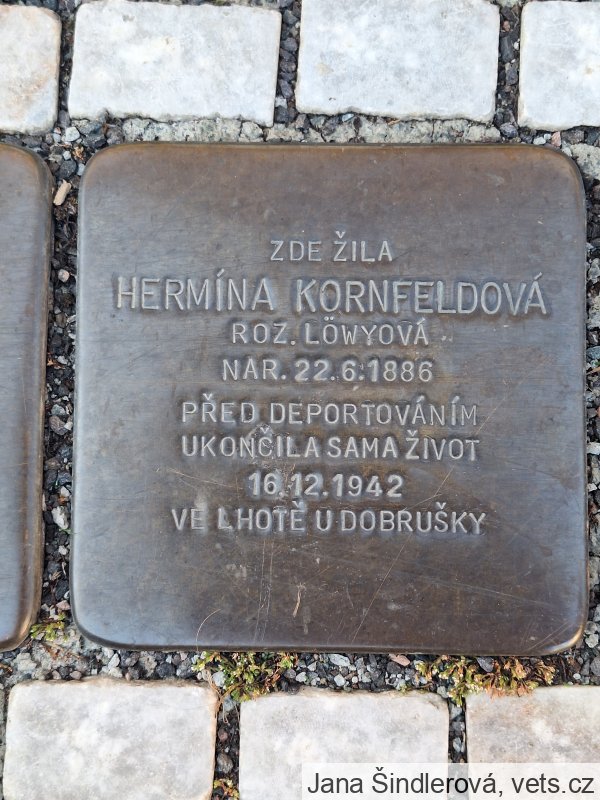 ZDE ŽILA
HERMÍNA KORNFELDOVÁ
ROZ. LÖWYOVÁ
NAR. 22.6.1886
PŘED DEPORTOVÁNÍM
UKONČILA SAMA ŽIVOT
16.12.1942
VE LHOTĚ U DOBRUŠKY
Jana Šindlerová, vets.cz